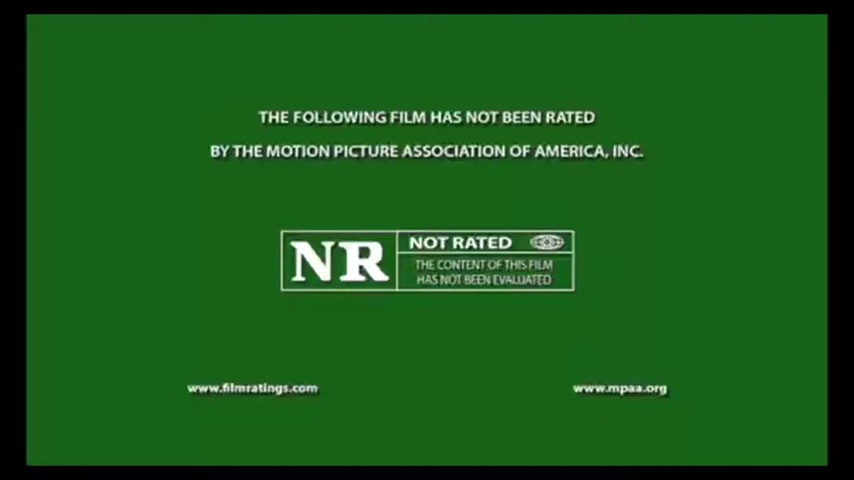 THE FOLLOWING FILM HAS NOT BEEN RATED
BY THE MOTION PICTURE ASSOCIATION OF AMERICA, INC.
NR
NOT RATED
THE CONTENT OF THIS FILM
HAS NOT BEEN EVALUATED
www.filmratings.com
www.mpaa.org